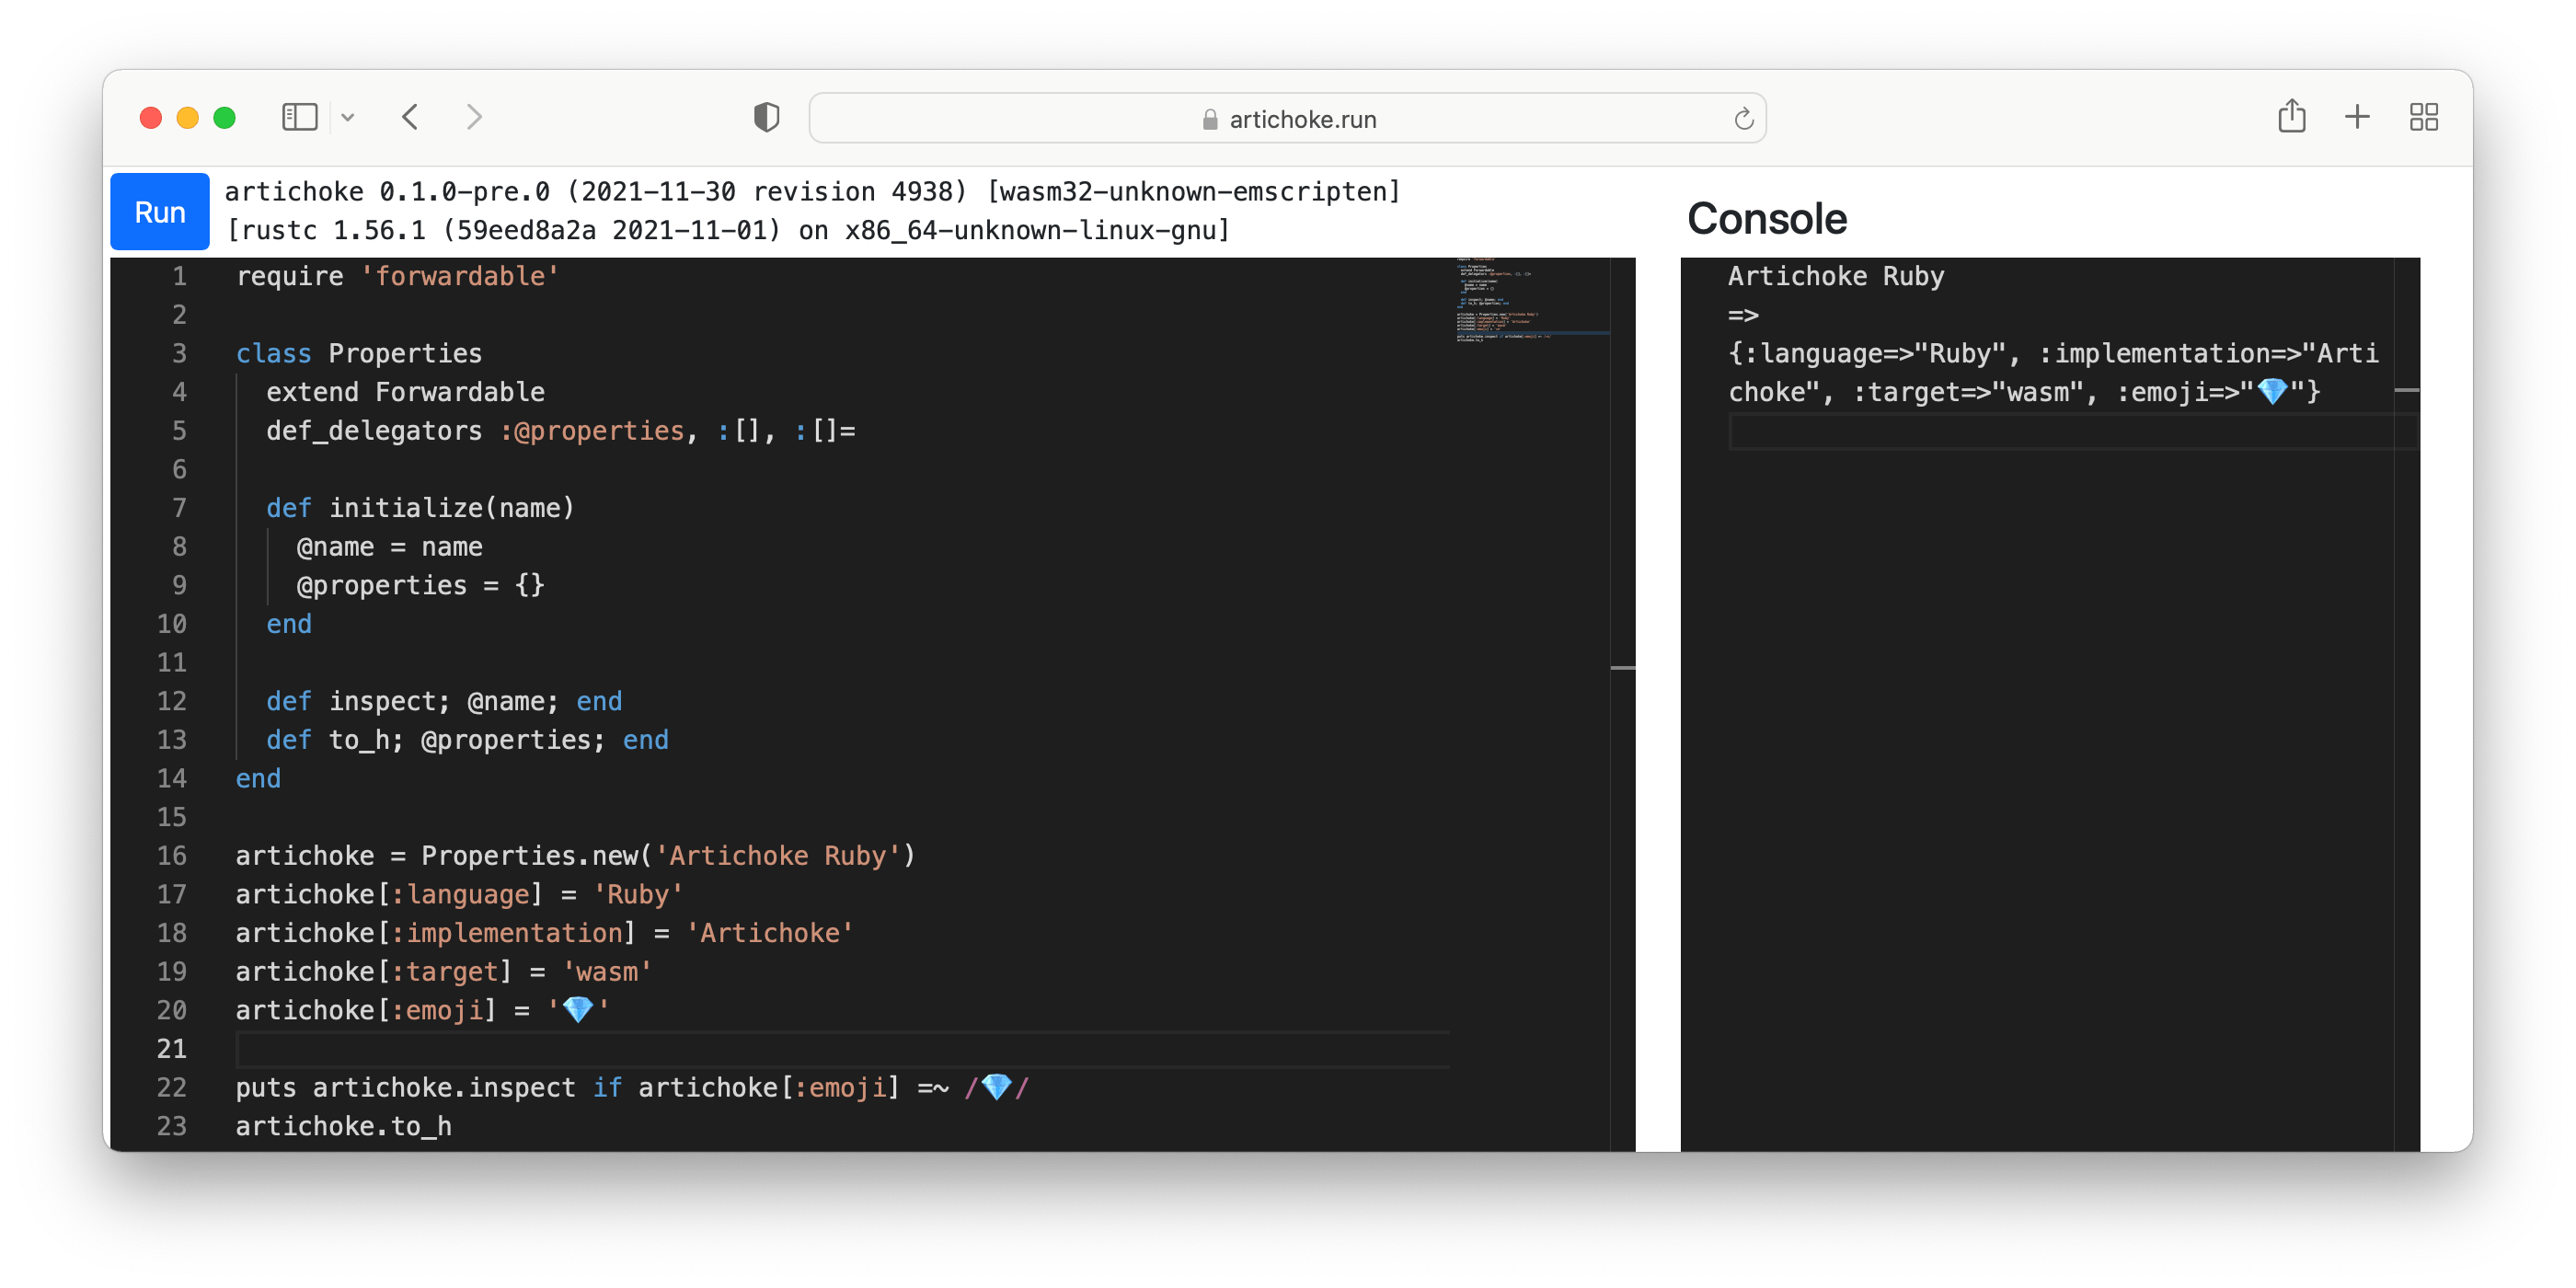 artichoke.run
Run
artichoke 0.1.0-pre.0 (2021-11-30 revision 4938) [wasm32-unknown-emscripten]
[rustc 1.56.1 (59eed8a2a 2021-11-01) on x86_64-unknown-linux-gnu]
1 require 'forwardable'
2
3 class Properties
4   extend Forwardable
5   def_delegators :@properties, :[], :[]=
6
7   def initialize(name)
8     @name = name
9     @properties = {}
10   end
11
12   def inspect; @name; end
13   def to_h; @properties; end
14 end
15
16 artichoke = Properties.new('Artichoke Ruby')
17 artichoke[:language] = 'Ruby'
18 artichoke[:implementation] = 'Artichoke'
19 artichoke[:target] = 'wasm'
20 artichoke[:emoji] = '💎'
21
22 puts artichoke.inspect if artichoke[:emoji] =~ /💎/
23 artichoke.to_h
Console
Artichoke Ruby
=>
{:language=>"Ruby", :implementation=>"Arti
choke", :target=>"wasm", :emoji=>"💎"}